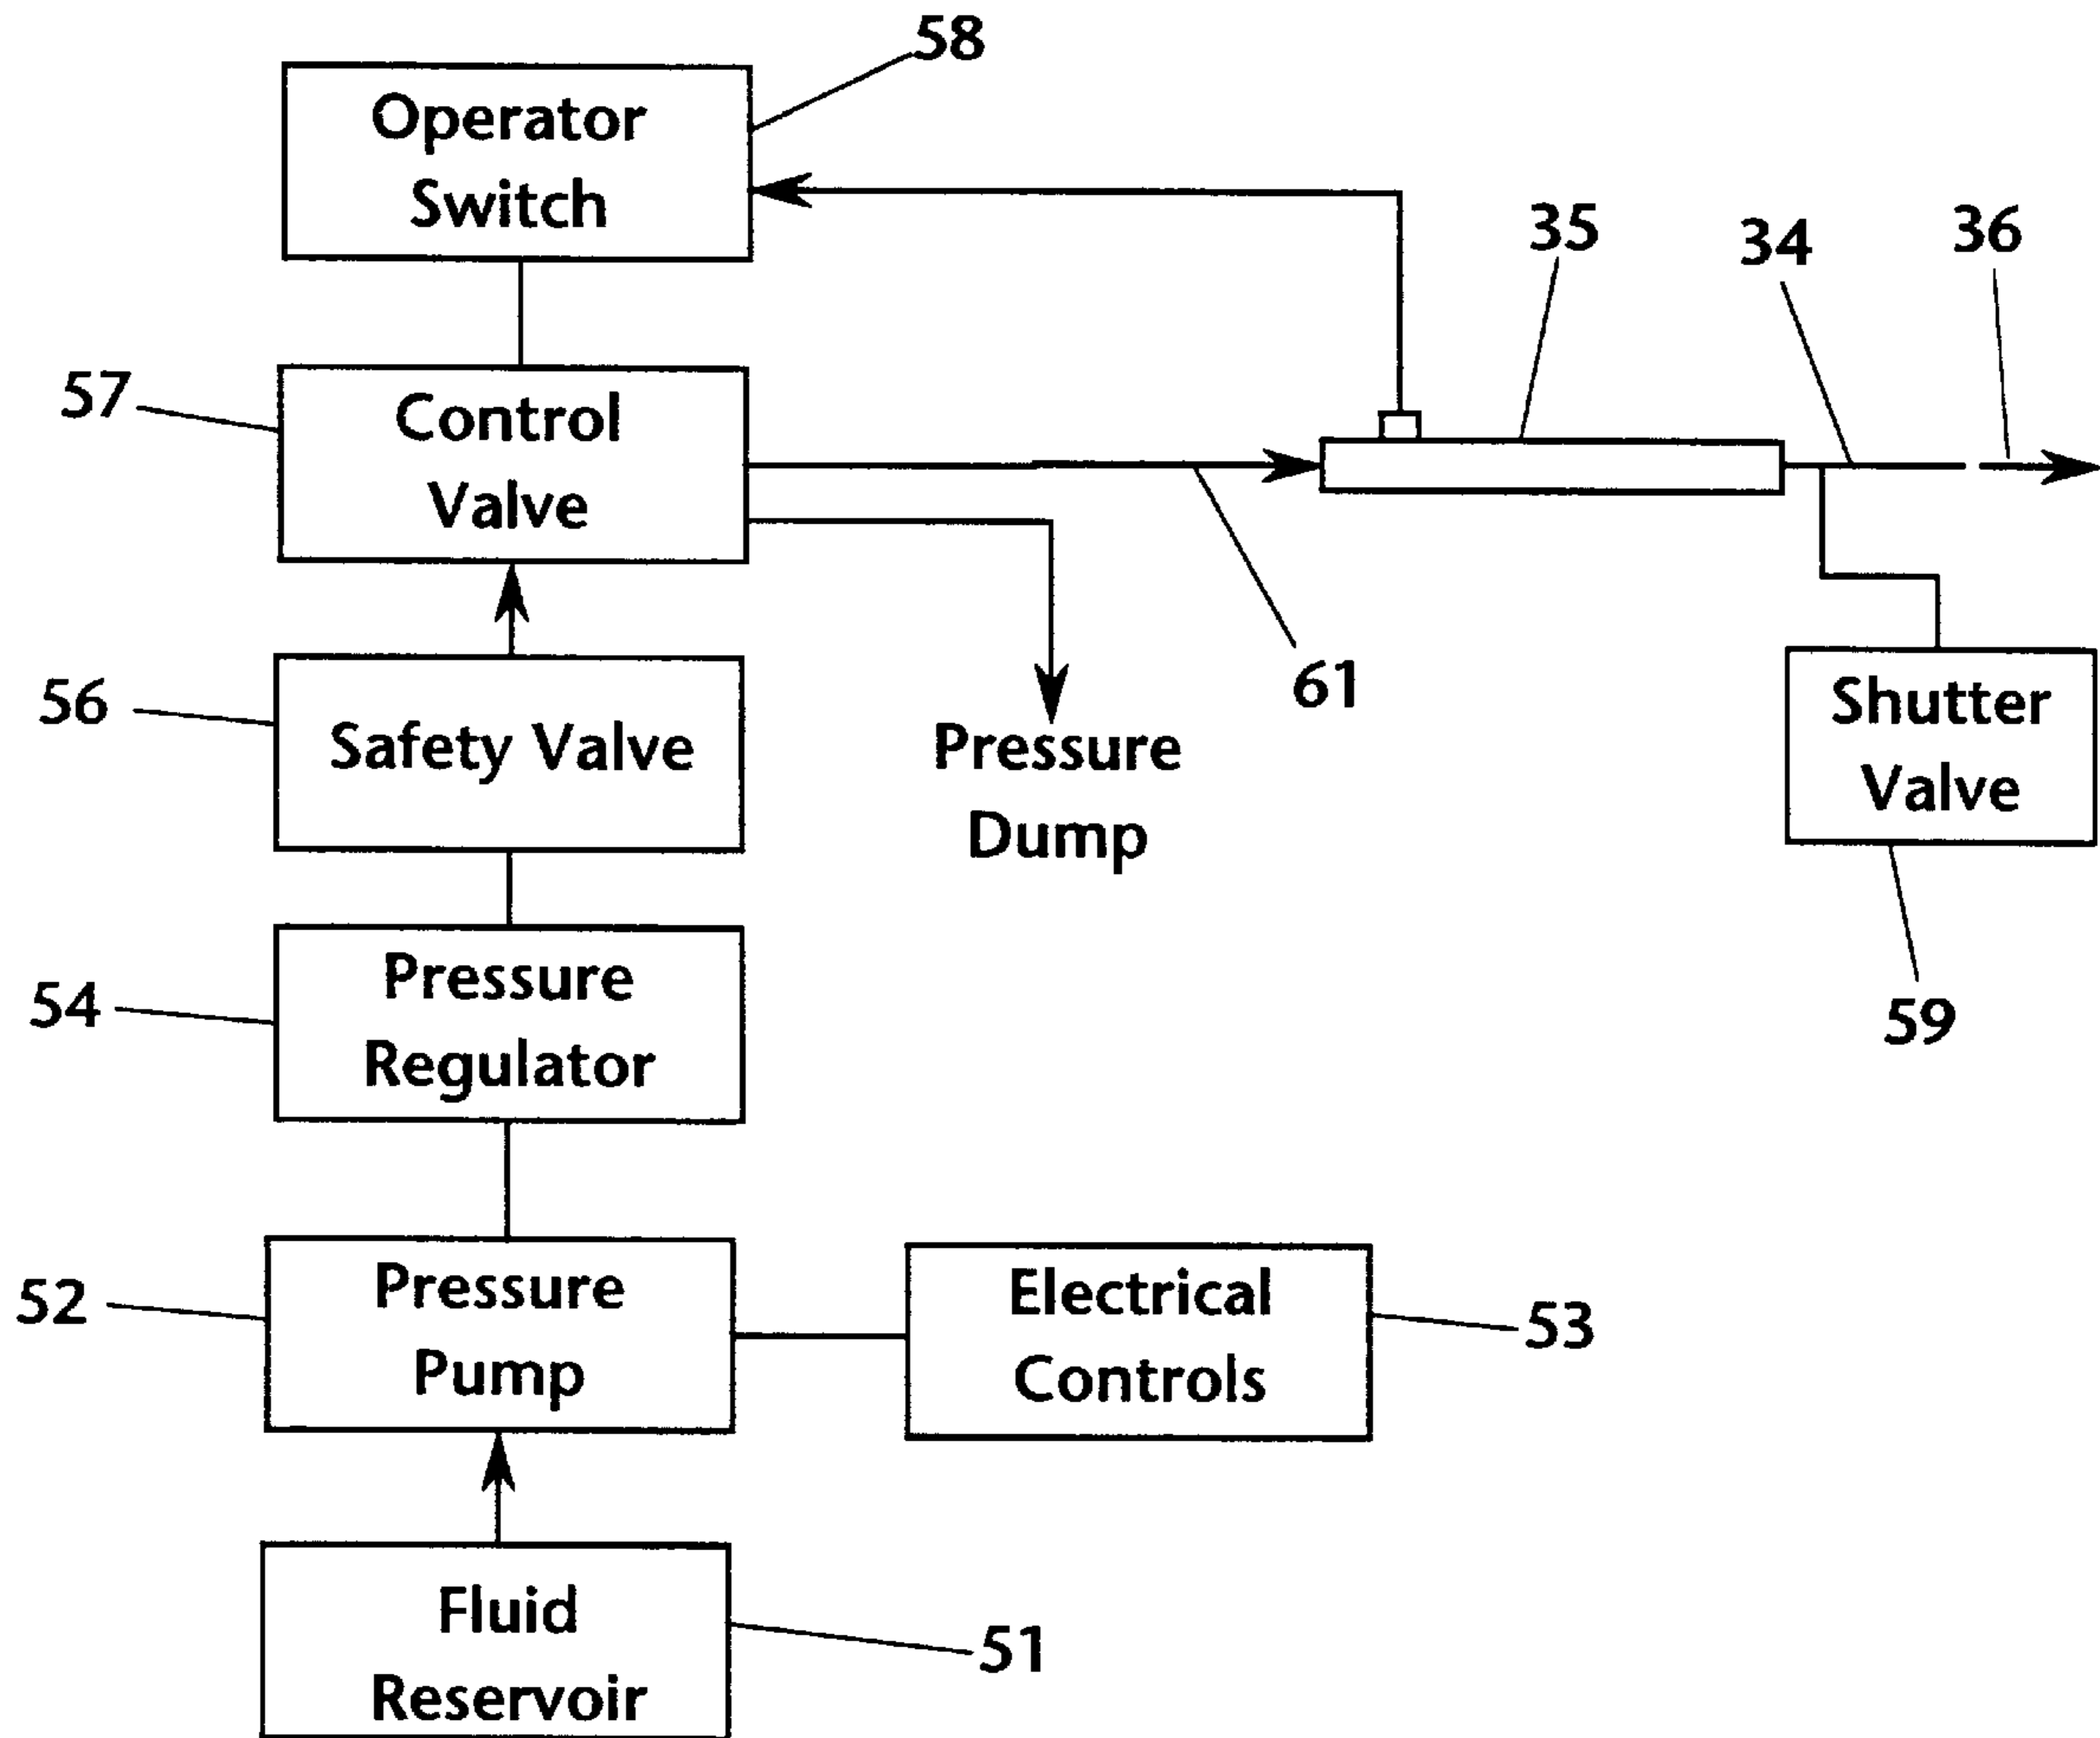 58
Operator
Switch
35
34
36
57
Control
Valve
61
56
Safety Valve
Pressure
Dump
Shutter
Valve
59
54
Pressure
Regulator
52
Pressure
Pump
Electrical
Controls
53
Fluid
Reservoir
51